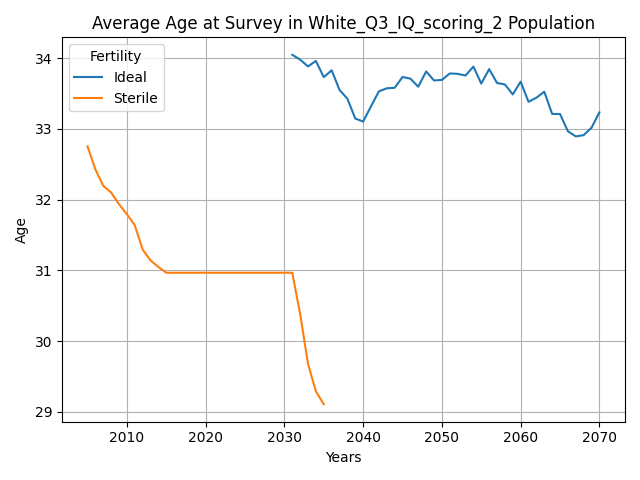 Average Age at Survey in White_Q3_IQ_scoring_2 Population
Fertility
Ideal
Sterile
34
33
32
31
30
29
Age
2010 2020 2030 2040 2050 2060 2070
Years